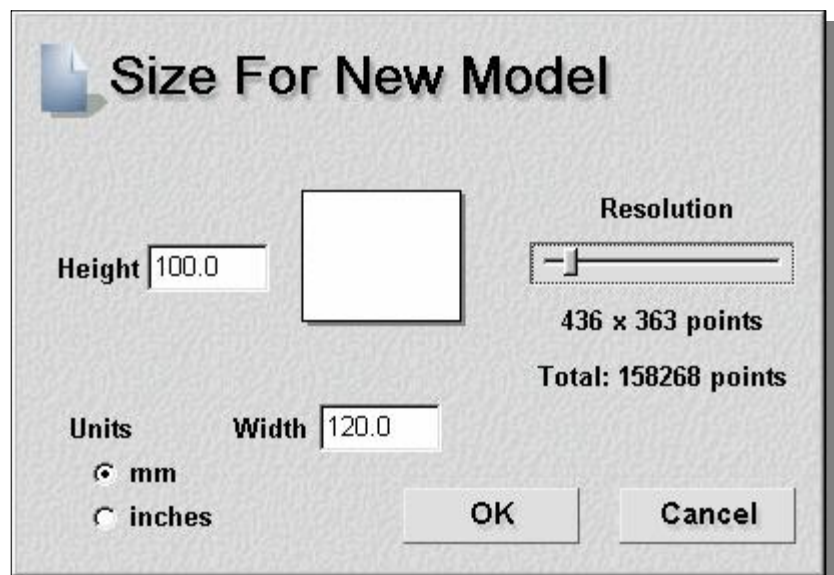 Size For New Model
Resolution
Height 100.0
436 x 363 points
Total: 158268 points
Units
Width 120.0
mm
inches
OK
Cancel